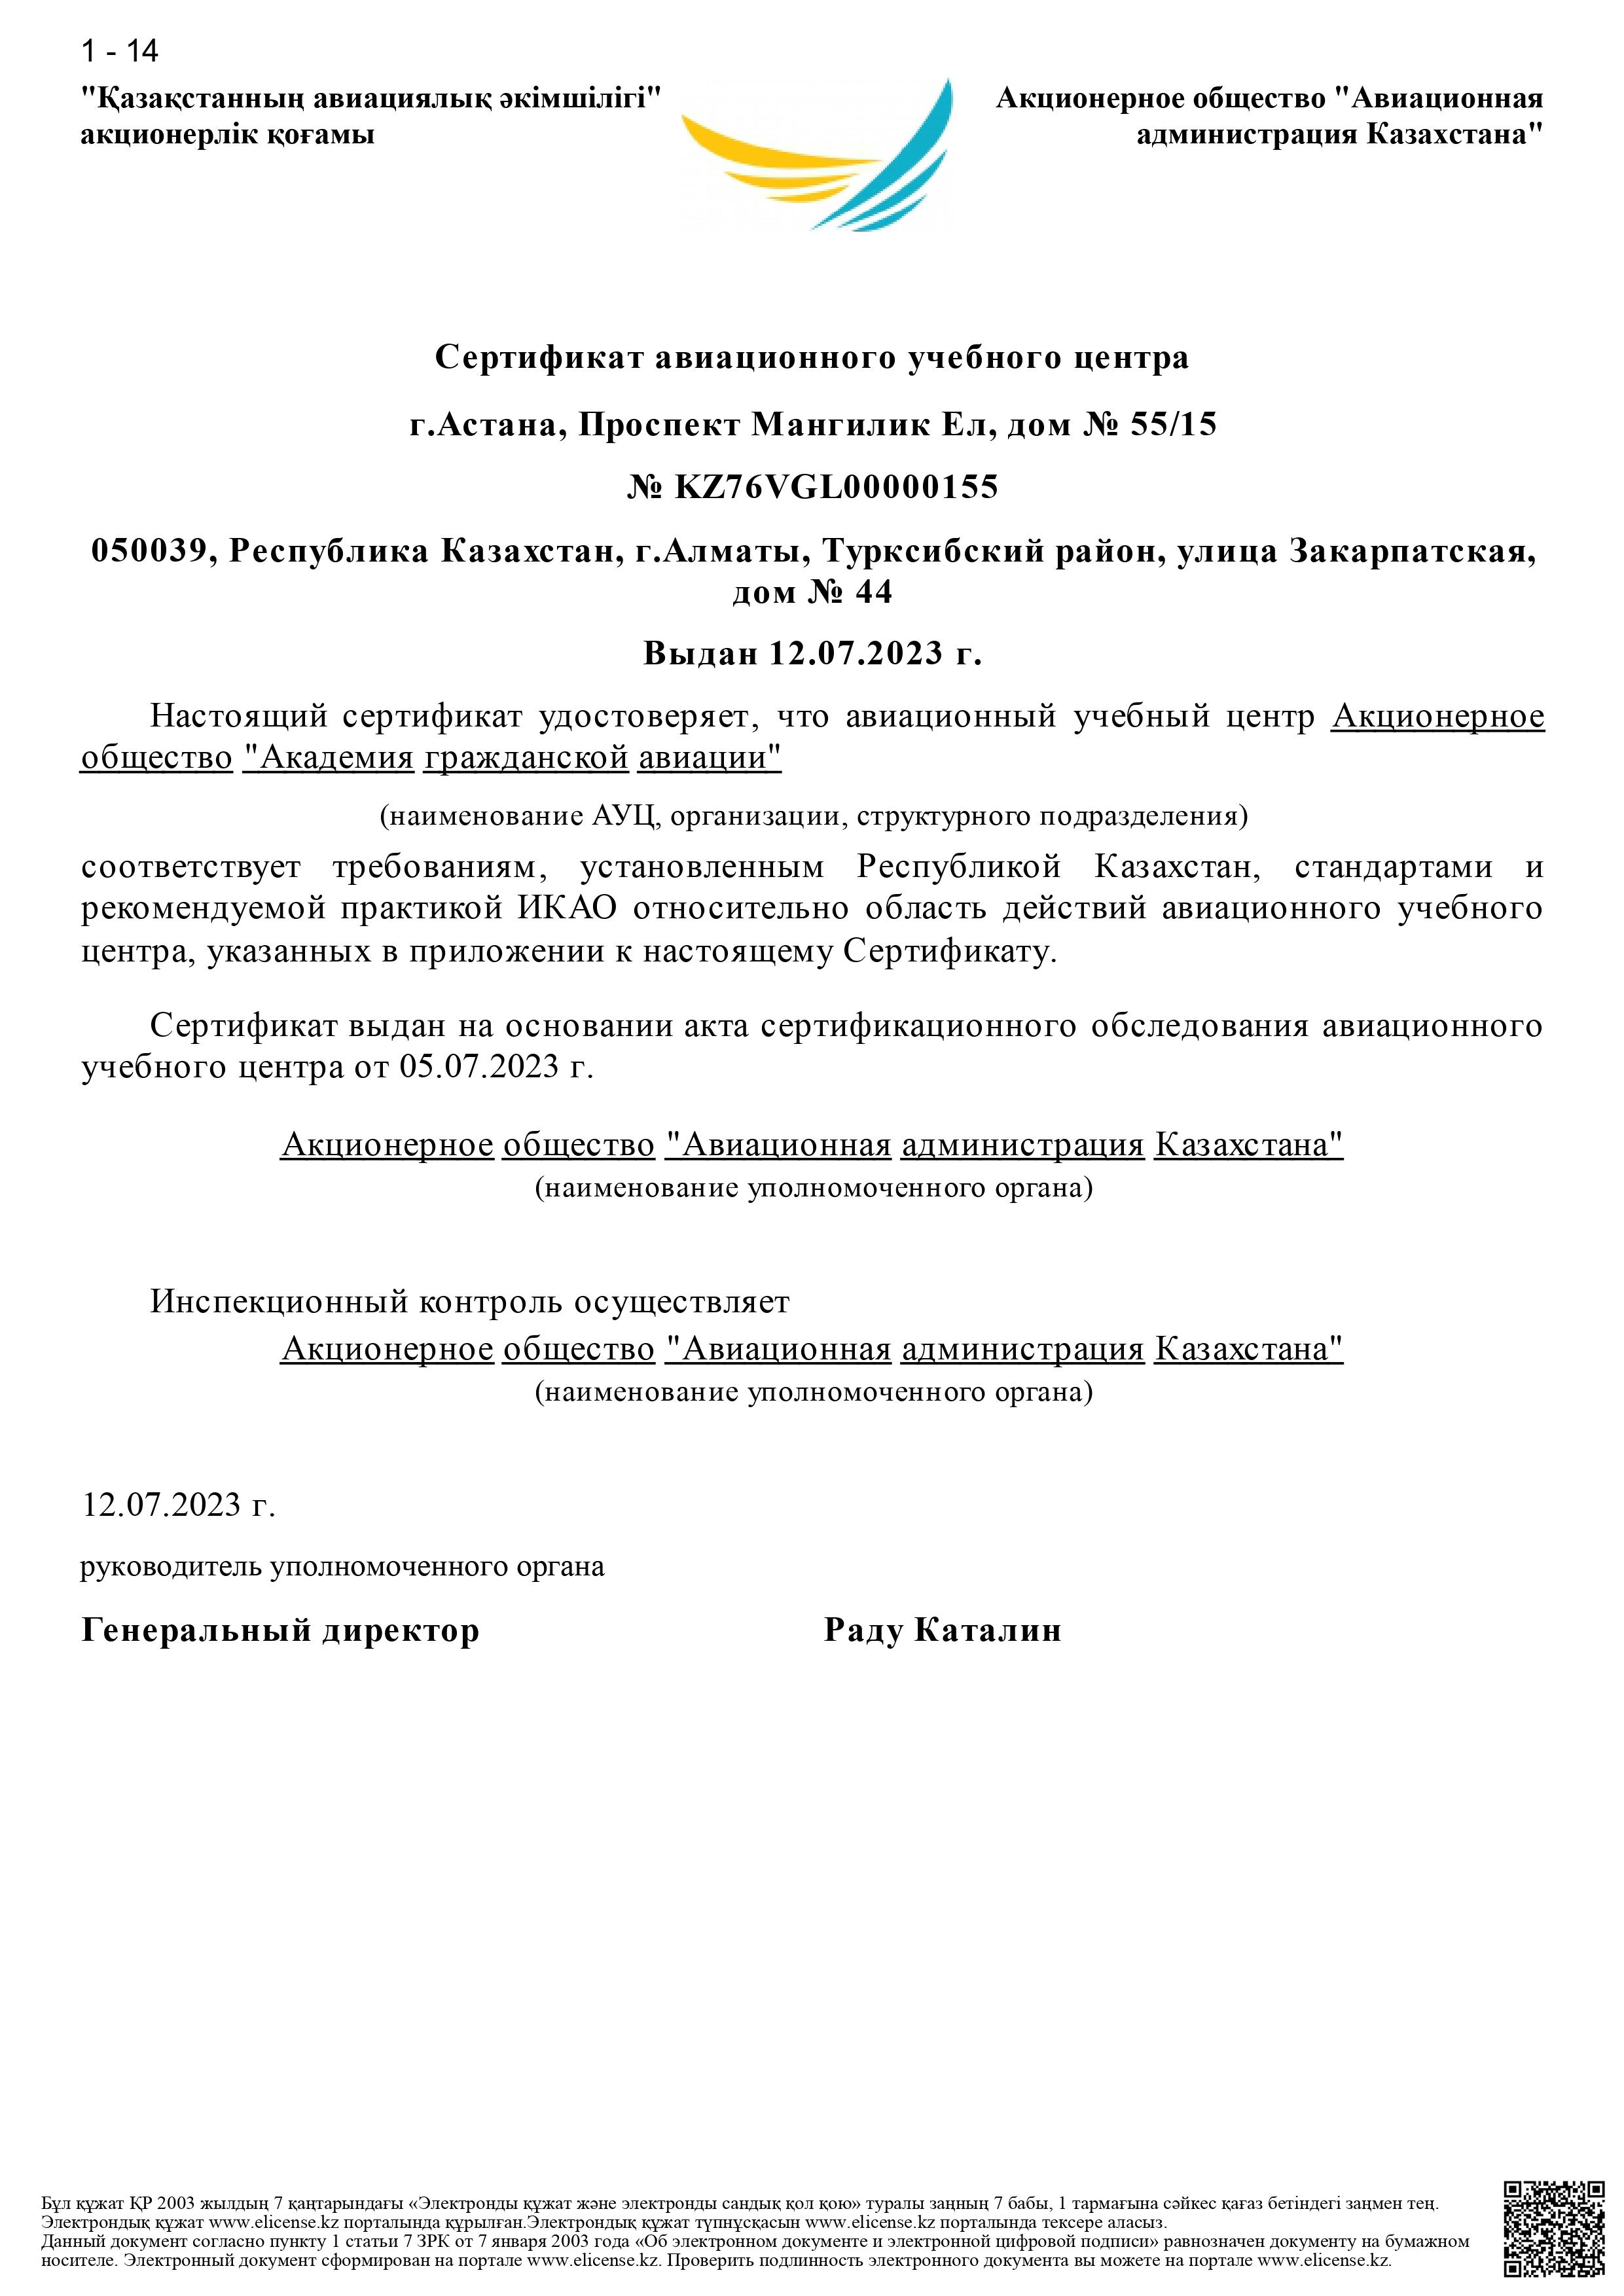 1 - 14
"Қазақстанның авиациялық әкімшілігі"
акционерлік қоғамы
Акционерное общество "Авиационная
администрация Казахстана"
Сертификат авиационного учебного центра
г.Астана, Проспект Мангилик Ел, дом № 55/15
№ KZ76VGL00000155
050039, Республика Казахстан, г.Алматы, Турксибский район, улица Закарпатская,
дом № 44
Выдан 12.07.2023 г.
Настоящий сертификат удостоверяет, что авиационный учебный центр Акционерное
общество "Академия гражданской авиации"
(наименование АУЦ, организации, структурного подразделения)
соответствует требованиям, установленным Республикой Казахстан, стандартами и
рекомендуемой практикой ИКАО относительно область действий авиационного учебного
центра, указанных в приложении к настоящему Сертификату.
Сертификат выдан на основании акта сертификационного обследования авиационного
учебного центра от 05.07.2023 г.
Акционерное общество "Авиационная администрация Казахстана"
(наименование уполномоченного органа)
Инспекционный контроль осуществляет
Акционерное общество "Авиационная администрация Казахстана"
(наименование уполномоченного органа)
12.07.2023 г.
руководитель уполномоченного органа
Генеральный директор Раду Каталин
Бұл құжат ҚР 2003 жылдың 7 қаңтарындағы «Электронды құжат және электронды сандық қол қою» туралы заңның 7 бабы, 1 тармағына сәйкес қағаз бетіндегі заңмен тең.
Электрондық құжат www.elicense.kz порталында құрылған.Электрондық құжат түпнұсқасын www.elicense.kz порталында тексере аласыз.
Данный документ согласно пункту 1 статьи 7 ЗРК от 7 января 2003 года «Об электронном документе и электронной цифровой подписи» равнозначен документу на бумажном
носителе. Электронный документ сформирован на портале www.elicense.kz. Проверить подлинность электронного документа вы можете на портале www.elicense.kz.